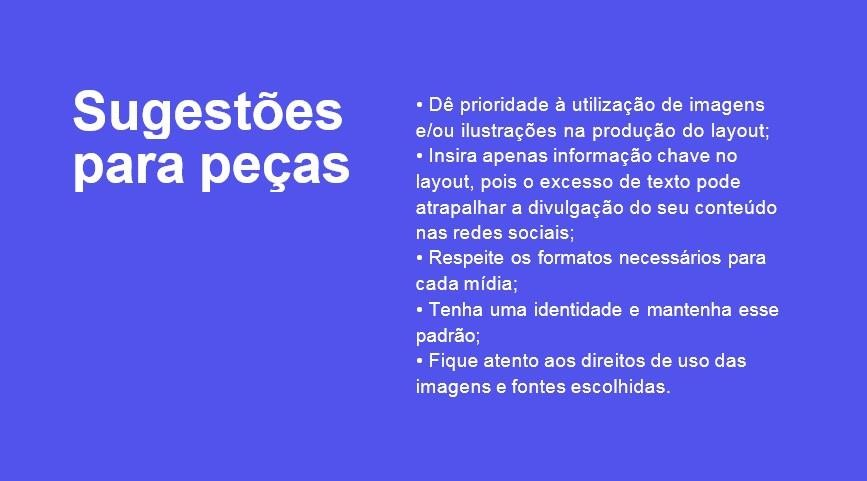 Sugestões
para peças
• Dê prioridade à utilização de imagens
e/ou ilustrações na produção do layout;
• Insira apenas informação chave no
layout, pois o excesso de texto pode
atrapalhar a divulgação do seu conteúdo
nas redes sociais;
• Respeite os formatos necessários para
cada mídia;
• Tenha uma identidade e mantenha esse
padrão;
• Fique atento aos direitos de uso das
imagens e fontes escolhidas.